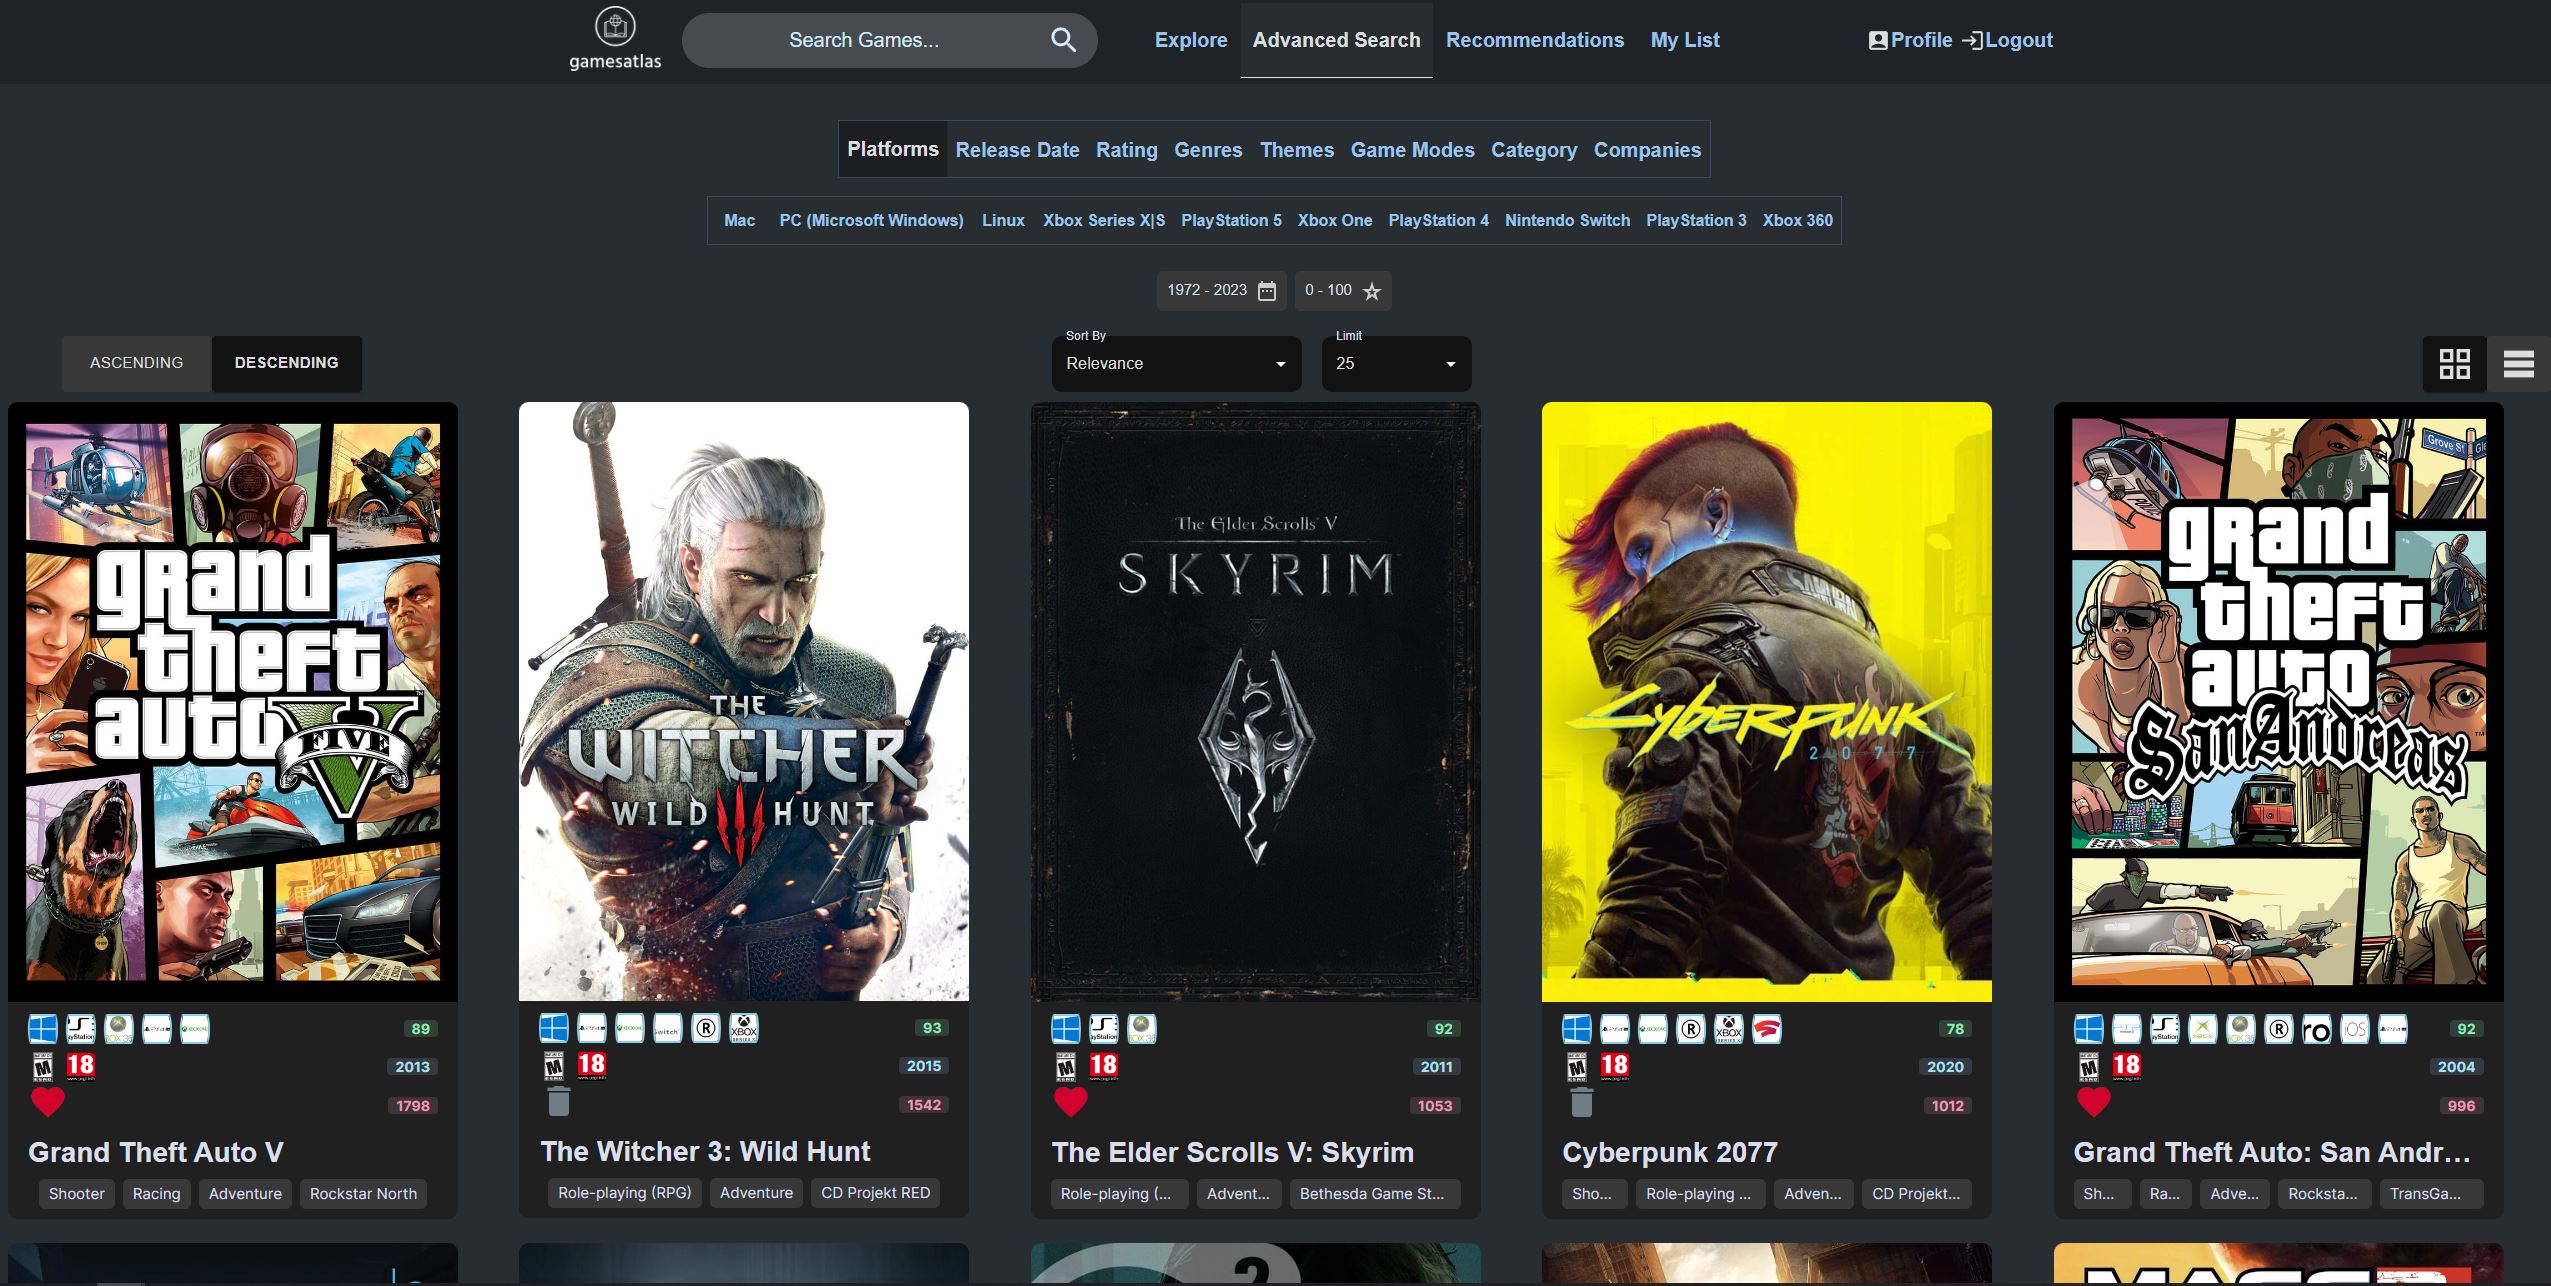 gamesatlas
Search Games...
Explore Advanced Search Recommendations My List
Profile Logout
Platforms Release Date Rating Genres Themes Game Modes Category Companies
Mac PC (Microsoft Windows) Linux Xbox Series X|S PlayStation 5 Xbox One PlayStation 4 Nintendo Switch PlayStation 3 Xbox 360
1972 - 2023 0 - 100
ASCENDING DESCENDING
Sort By
Relevance
Limit
25
grand
theft
auto
FIVE
V
THE
WITCHER
WILD III HUNT
The Elder Scrolls V
SKYRIM
CYBERPUNK
2077
Grove St
grand
theft
auto
San Andreas
89
M
18
2013
1798
Grand Theft Auto V
Shooter Racing Adventure Rockstar North
93
M
18
2015
1542
The Witcher 3: Wild Hunt
Role-playing (RPG) Adventure CD Projekt RED
92
M
18
2011
1053
The Elder Scrolls V: Skyrim
Role-playing (... Advent... Bethesda Game St...
78
M
18
2020
1012
Cyberpunk 2077
Sho... Role-playing ... Adven... CD Projekt...
iOS
92
M
18
2004
996
Grand Theft Auto: San Andr...
Sh... Ra... Adve... Rocksta... TransGa...